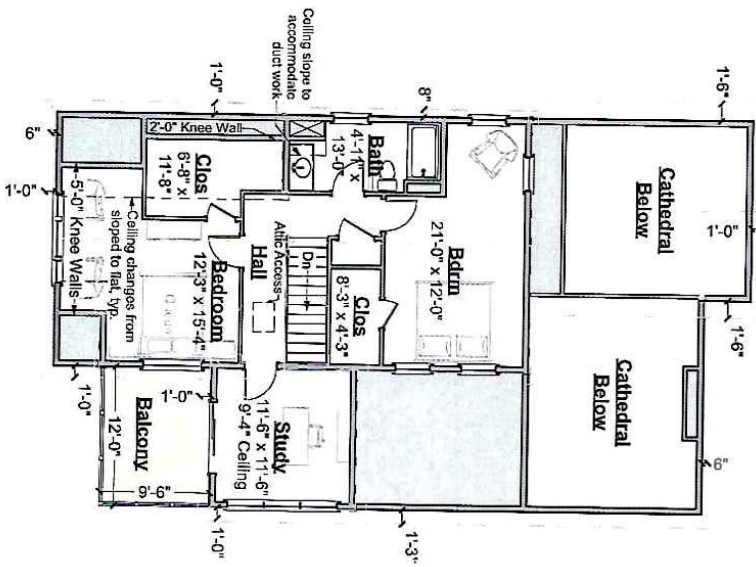 Ceiling slope to
accommodate
duct work
1'-0"
8"
1'-6"
6"
2'-0" Knee Wall
Clos
6'-8" x
11'-8"
Bath
4'-11" x
13'-0"
Cathedral
Below
1'-0"
1'-0"
5'-0" Knee Walls
Ceiling changes from
sloped to flat, typ.
Bedroom
12'-3" x 15'-4"
Hall
Attic Access
Dn
Clos
8'-3" x 4'-3"
Bdrm
21'-0" x 12'-0"
1'-6"
Cathedral
Below
1'-0"
12'-0"
Balcony
9'-6"
1'-0"
Study
11'-6" x 11'-6"
9'-4" Ceiling
1'-0"
1'-3"
6"